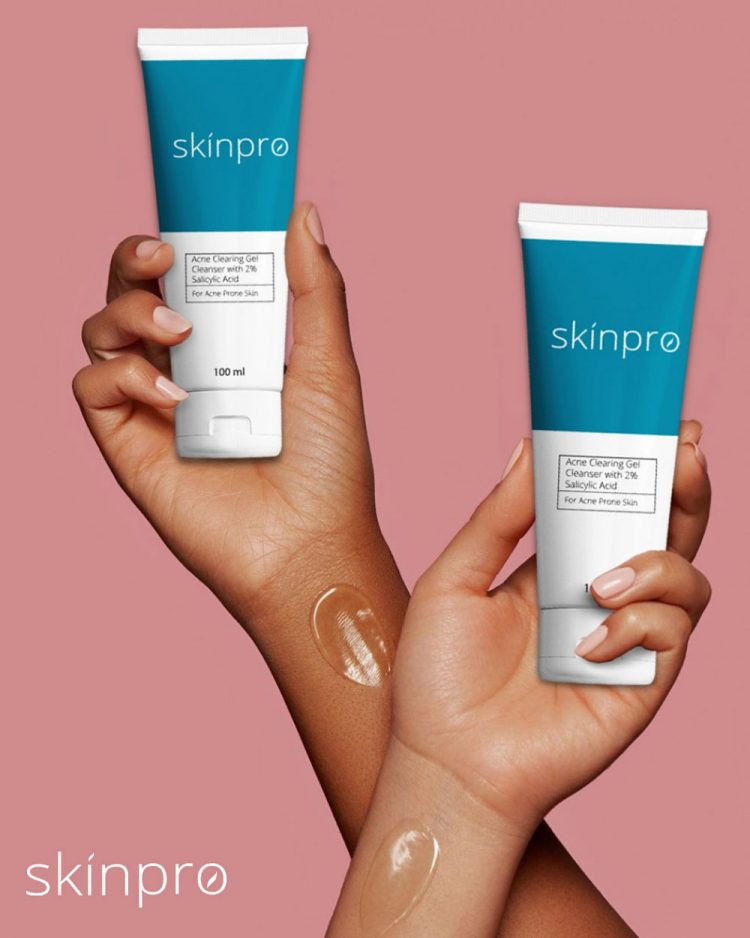 skinpro
Acne Clearing Gel
Cleanser with 2%
Salicylic Acid
For Acne Prone Skin
100 ml
skinpro
Acne Clearing Gel
Cleanser with 2%
Salicylic Acid
For Acne Prone Skin
skinpro